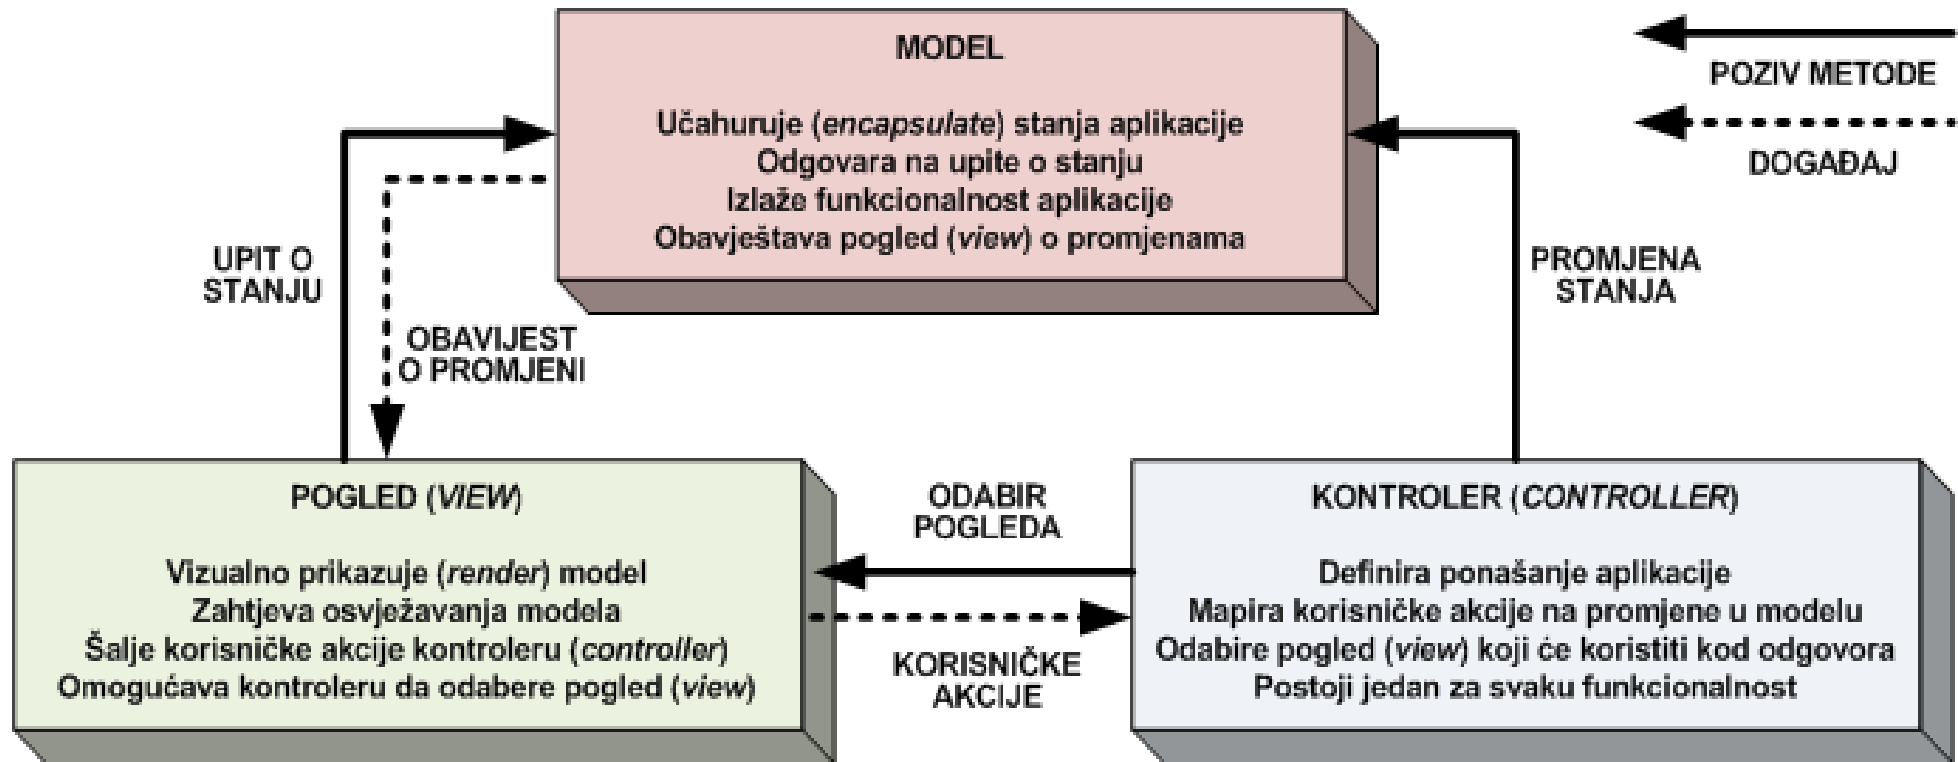 MODEL
Učahuruje (encapsulate) stanja aplikacije
Odgovara na upite o stanju
Izlaže funkcionalnost aplikacije
Obavještava pogled (view) o promjenama
POZIV METODE
DOGAĐAJ
UPIT O
STANJU
OBAVIJEST
O PROMJENI
PROMJENA
STANJA
POGLED (VIEW)
Vizualno prikazuje (render) model
Zahtjeva osvježavanja modela
Šalje korisničke akcije kontroleru (controller)
Omogućava kontroleru da odabere pogled (view)
ODABIR
POGLEDA
KORISNIČKE
AKCIJE
KONTROLER (CONTROLLER)
Definira ponašanje aplikacije
Mapira korisničke akcije na promjene u modelu
Odabire pogled (view) koji će koristiti kod odgovora
Postoji jedan za svaku funkcionalnost